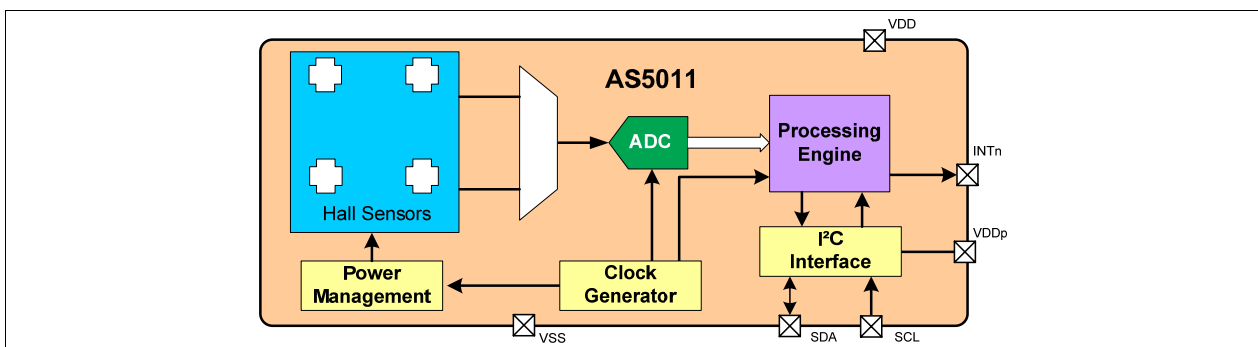 VDD
AS5011
ADC
Processing
Engine
INTn
Hall Sensors
VDDp
I²C
Interface
Power
Management
Clock
Generator
VSS
SDA
SCL